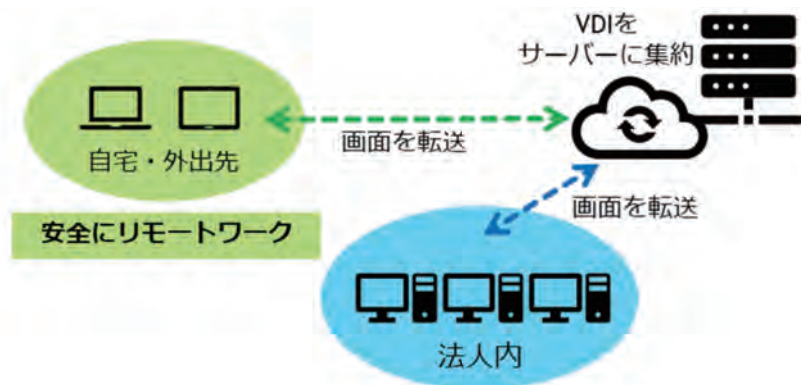 VDIを
サーバーに集約
自宅・外出先
画面を転送
安全にリモートワーク
画面を転送
法人内